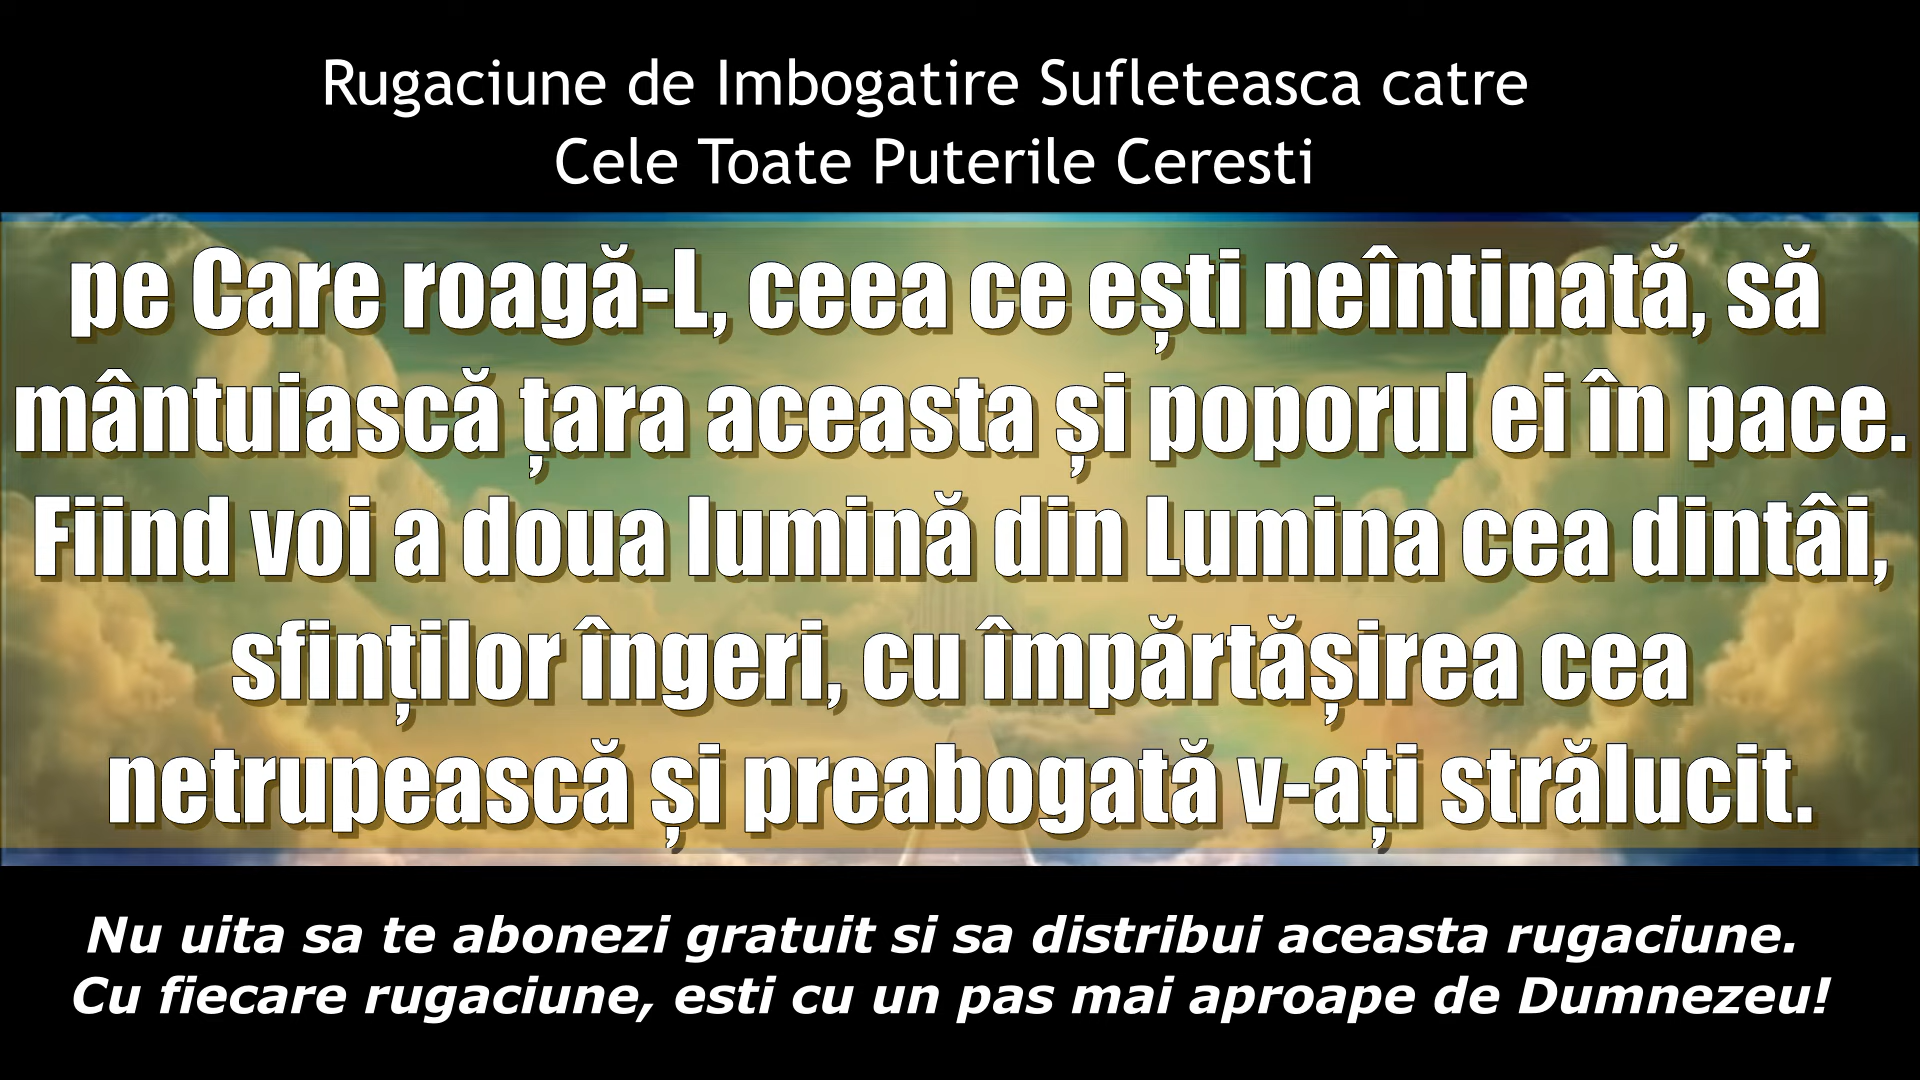 Rugaciune de Imbogatire Sufleteasca catre
Cele Toate Puterile Ceresti
pe Care roagă-L, ceea ce ești neîntinată, să
mântuiască țara aceasta și poporul ei în pace.
Fiind voi a doua lumină din Lumina cea dintâi,
sfinților îngeri, cu împărtășirea cea
netrupească și preabogată v-ați strălucit.
Nu uita sa te abonezi gratuit si sa distribui aceasta rugaciune.
Cu fiecare rugaciune, esti cu un pas mai aproape de Dumnezeu!